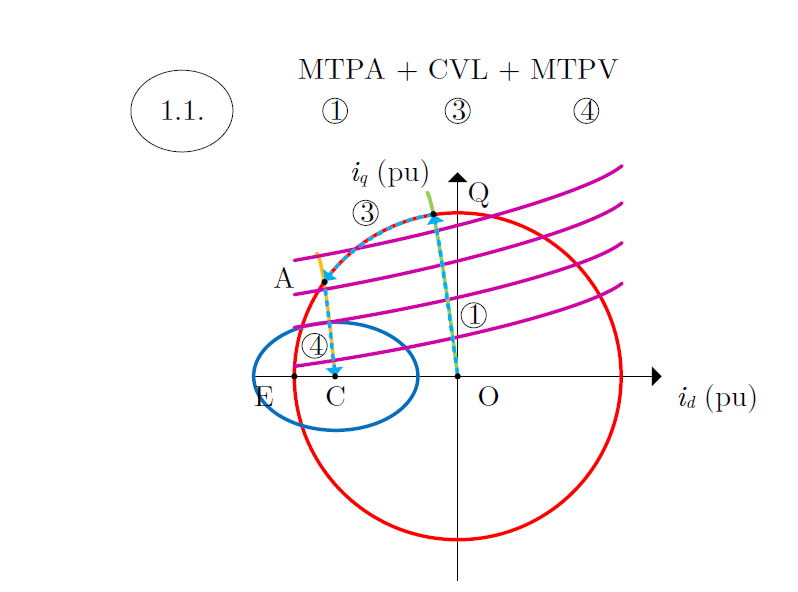 MTPA + CVL + MTPV
1.1.
① ③ ④
i_q (pu)
Q
③
A
①
④
E C O
i_d (pu)